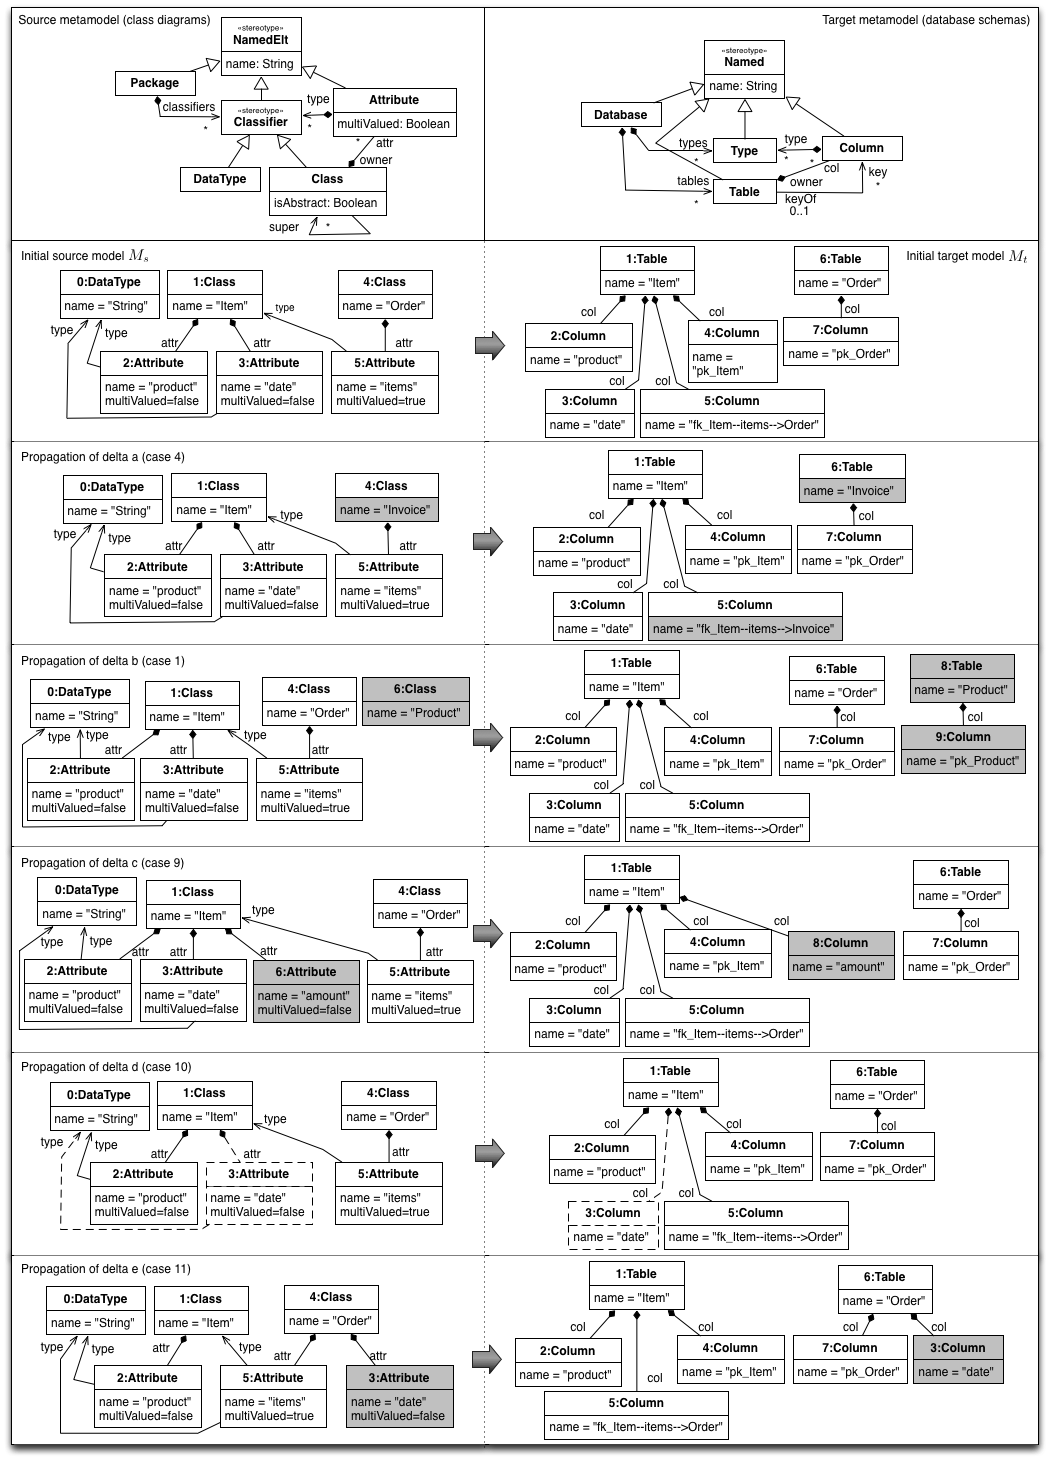 Source metamodel (class diagrams)
«stereotype»
NamedElt
name: String
Package
classifiers
*
«stereotype»
Classifier
type
*
Attribute
multiValued: Boolean
*
attr
owner
DataType
Class
isAbstract: Boolean
super
*
Target metamodel (database schemas)
«stereotype»
Named
name: String
Database
types
*
Type
type
*
*
Column
col
key
*
tables
*
Table
owner
keyOf
0..1
Initial source model Ms
0:DataType
name = "String"
1:Class
name = "Item"
4:Class
name = "Order"
type
type
type
attr
attr
attr
2:Attribute
name = "product"
multiValued=false
3:Attribute
name = "date"
multiValued=false
5:Attribute
name = "items"
multiValued=true
Initial target model Mt
1:Table
name = "Item"
6:Table
name = "Order"
col
col
col
2:Column
name = "product"
4:Column
name =
"pk_Item"
7:Column
name = "pk_Order"
col
col
3:Column
name = "date"
5:Column
name = "fk_Item--items-->Order"
Propagation of delta a (case 4)
0:DataType
name = "String"
1:Class
name = "Item"
4:Class
name = "Invoice"
type
type
type
attr
attr
attr
2:Attribute
name = "product"
multiValued=false
3:Attribute
name = "date"
multiValued=false
5:Attribute
name = "items"
multiValued=true
1:Table
name = "Item"
6:Table
name = "Invoice"
col
col
col
2:Column
name = "product"
4:Column
name = "pk_Item"
7:Column
name = "pk_Order"
col
col
3:Column
name = "date"
5:Column
name = "fk_Item--items-->Invoice"
Propagation of delta b (case 1)
0:DataType
name = "String"
1:Class
name = "Item"
4:Class
name = "Order"
6:Class
name = "Product"
type
type
type
attr
attr
attr
2:Attribute
name = "product"
multiValued=false
3:Attribute
name = "date"
multiValued=false
5:Attribute
name = "items"
multiValued=true
1:Table
name = "Item"
6:Table
name = "Order"
8:Table
name = "Product"
col
col
col
col
2:Column
name = "product"
4:Column
name = "pk_Item"
7:Column
name = "pk_Order"
9:Column
name = "pk_Product"
col
col
3:Column
name = "date"
5:Column
name = "fk_Item--items-->Order"
Propagation of delta c (case 9)
0:DataType
name = "String"
1:Class
name = "Item"
4:Class
name = "Order"
type
type
type
attr
attr
attr
attr
2:Attribute
name = "product"
multiValued=false
3:Attribute
name = "date"
multiValued=false
6:Attribute
name = "amount"
multiValued=false
5:Attribute
name = "items"
multiValued=true
1:Table
name = "Item"
6:Table
name = "Order"
col
col
col
col
2:Column
name = "product"
4:Column
name = "pk_Item"
8:Column
name = "amount"
7:Column
name = "pk_Order"
col
col
3:Column
name = "date"
5:Column
name = "fk_Item--items-->Order"
Propagation of delta d (case 10)
0:DataType
name = "String"
1:Class
name = "Item"
4:Class
name = "Order"
type
type
type
attr
attr
attr
2:Attribute
name = "product"
multiValued=false
3:Attribute
name = "date"
multiValued=false
5:Attribute
name = "items"
multiValued=true
1:Table
name = "Item"
6:Table
name = "Order"
col
col
col
2:Column
name = "product"
4:Column
name = "pk_Item"
7:Column
name = "pk_Order"
col
col
3:Column
name = "date"
5:Column
name = "fk_Item--items-->Order"
Propagation of delta e (case 11)
0:DataType
name = "String"
1:Class
name = "Item"
4:Class
name = "Order"
type
type
attr
type
attr
attr
2:Attribute
name = "product"
multiValued=false
5:Attribute
name = "items"
multiValued=true
3:Attribute
name = "date"
multiValued=false
1:Table
name = "Item"
6:Table
name = "Order"
col
col
col
col
2:Column
name = "product"
4:Column
name = "pk_Item"
7:Column
name = "pk_Order"
3:Column
name = "date"
col
5:Column
name = "fk_Item--items-->Order"